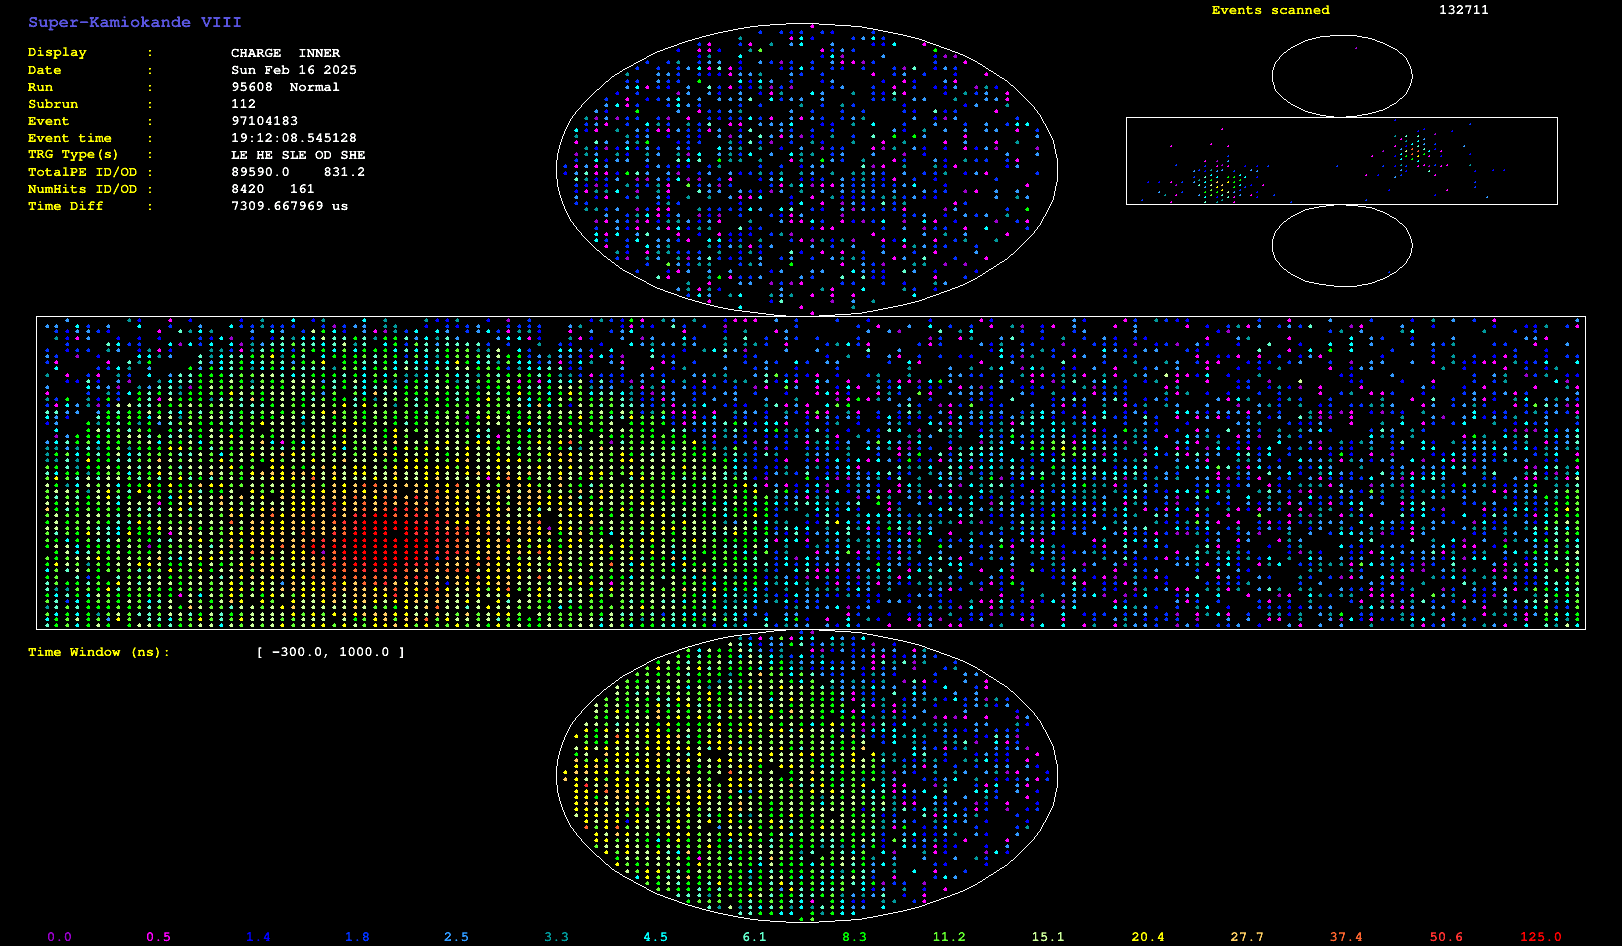 Super-Kamiokande VIII
Events scanned 132711
Display : CHARGE INNER
Date : Sun Feb 16 2025
Run : 95608 Normal
Subrun : 112
Event : 97104183
Event time : 19:12:08.545128
TRG Type(s) : LE HE SLE OD SHE
TotalPE ID/OD : 89590.0 831.2
NumHits ID/OD : 8420 161
Time Diff : 7309.667969 us
Time Window (ns): [ -300.0, 1000.0 ]
0.0 0.5 1.4 1.8 2.5 3.3 4.5 6.1 8.3 11.2 15.1 20.4 27.7 37.4 50.6 125.0